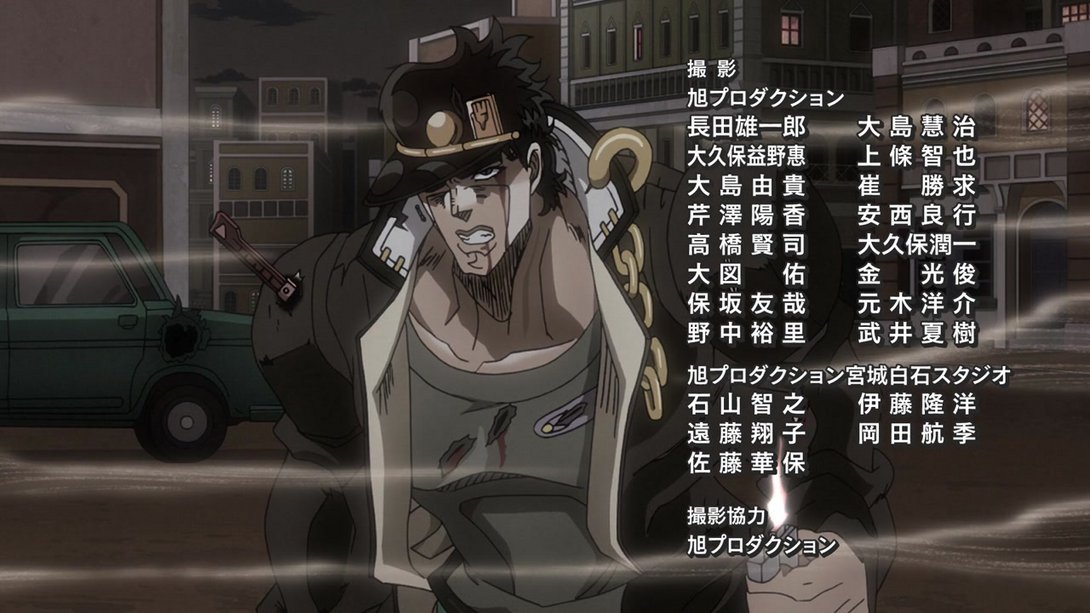 撮影
旭プロダクション
長田雄一郎 大島慧治
大久保益野惠 上條智也
大島由貴 崔勝求
芹澤陽香 安西良行
高橋賢司 大久保潤一
大図佑 金光俊
保坂友哉 元木洋介
野中裕里 武井夏樹
旭プロダクション宮城白石スタジオ
石山智之 伊藤隆洋
遠藤翔子 岡田航季
佐藤華保
撮影協力
旭プロダクション